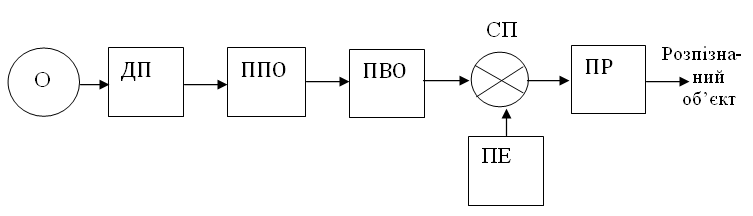 СП
О
ДП
ППО
ПВО
ПР
Розпізна-
ний
об’єкт
ПЕ